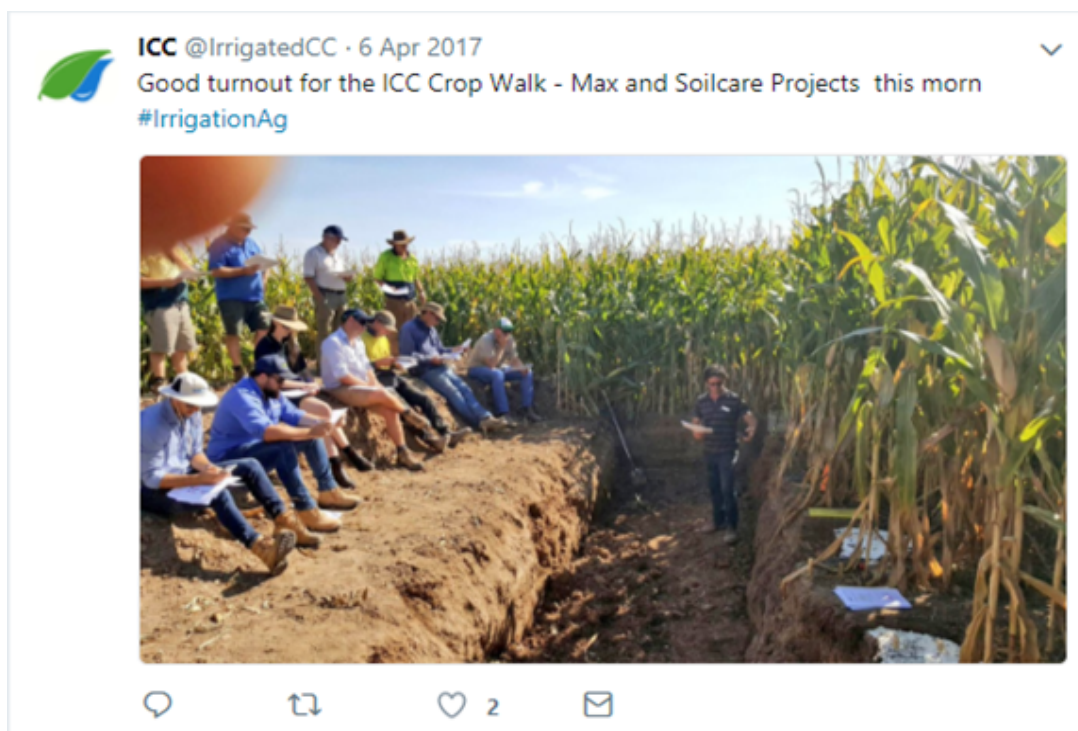 ICC @IrrigatedCC · 6 Apr 2017
Good turnout for the ICC Crop Walk - Max and Soilcare Projects  this morn
#IrrigationAg
2